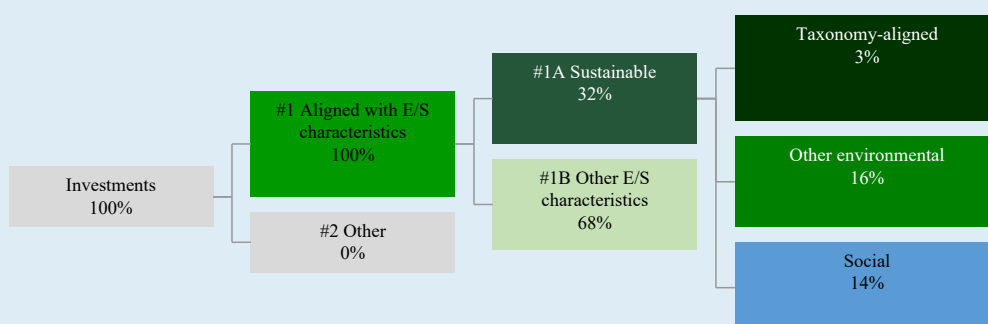 Investments
100%
#1 Aligned with E/S
characteristics
100%
#2 Other
0%
#1A Sustainable
32%
#1B Other E/S
characteristics
68%
Taxonomy-aligned
3%
Other environmental
16%
Social
14%